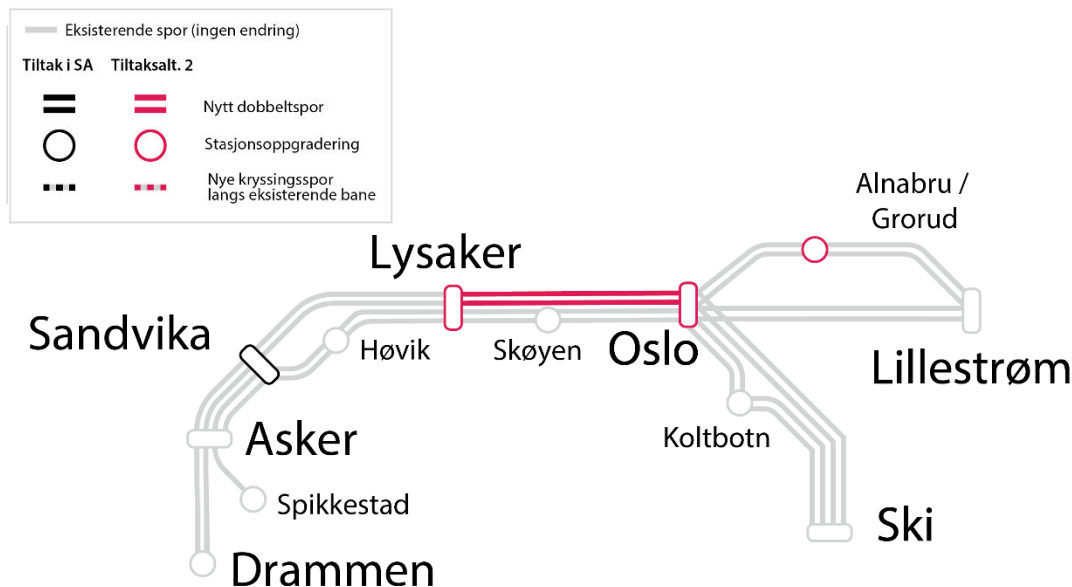 Eksisterende spor (ingen endring)
Tiltak i SA Tiltaksalt. 2
Nytt dobbeltspor
Stasjonsoppgradering
Nye kryssingsspor
langs eksisterende bane
Alnabru /
Grorud
Lysaker
Sandvika
Høvik
Skøyen
Oslo
Lillestrøm
Asker
Koltbotn
Spikkestad
Ski
Drammen